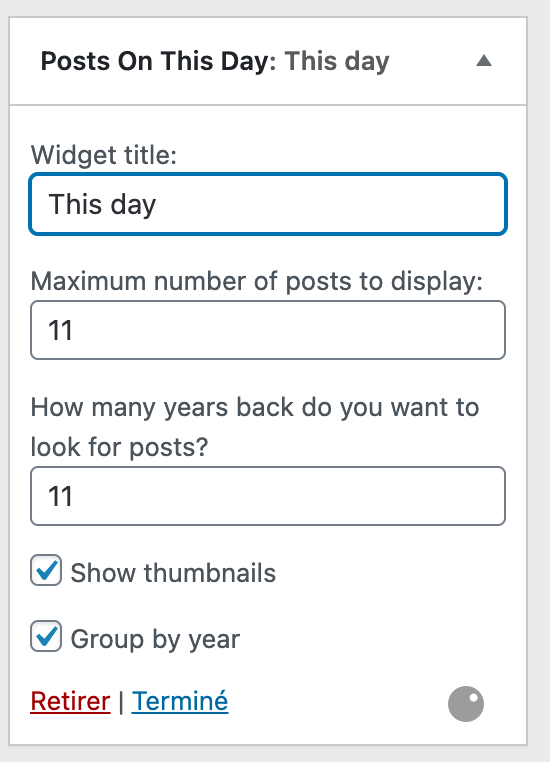 Posts On This Day: This day
Widget title:
This day
Maximum number of posts to display:
11
How many years back do you want to
look for posts?
11
Show thumbnails
Group by year
Retirer | Terminé